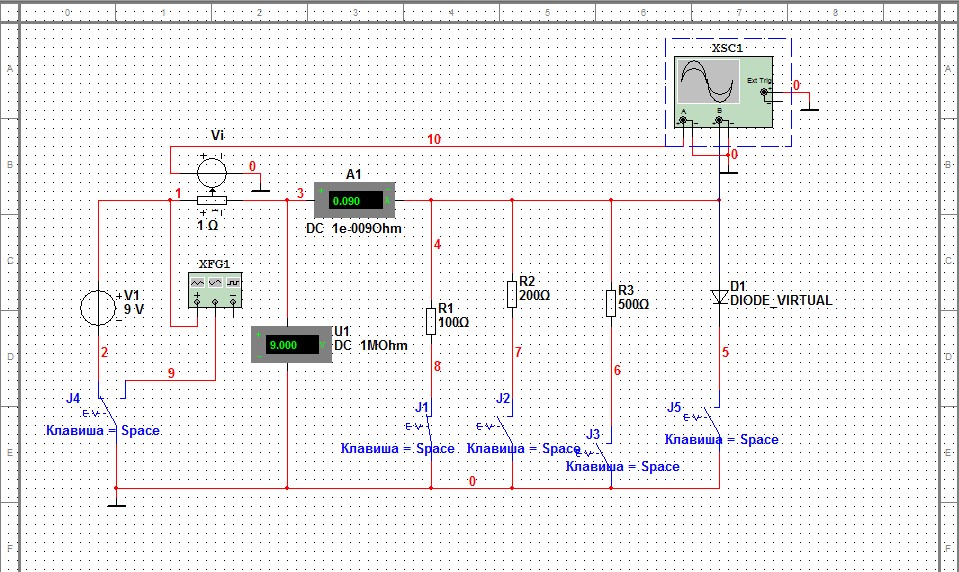 0 1 2 3 4 5 6 7 8
A
B
C
D
E
F
A
B
C
D
E
F
XSC1
Ext Trig
+
A
B
0
0
10
Vi
0
1
1 Ω
3
A1
0.090 A
DC 1e-009Ohm
XFG1
V1
9 V
U1
9.000 V
DC 1MOhm
4
R1
100Ω
R2
200Ω
R3
500Ω
D1
DIODE_VIRTUAL
2
9
8
7
6
5
J4
Клавиша = Space
J1
Клавиша = Space
J2
Клавиша = Space
J3
Клавиша = Space
J5
Клавиша = Space
0